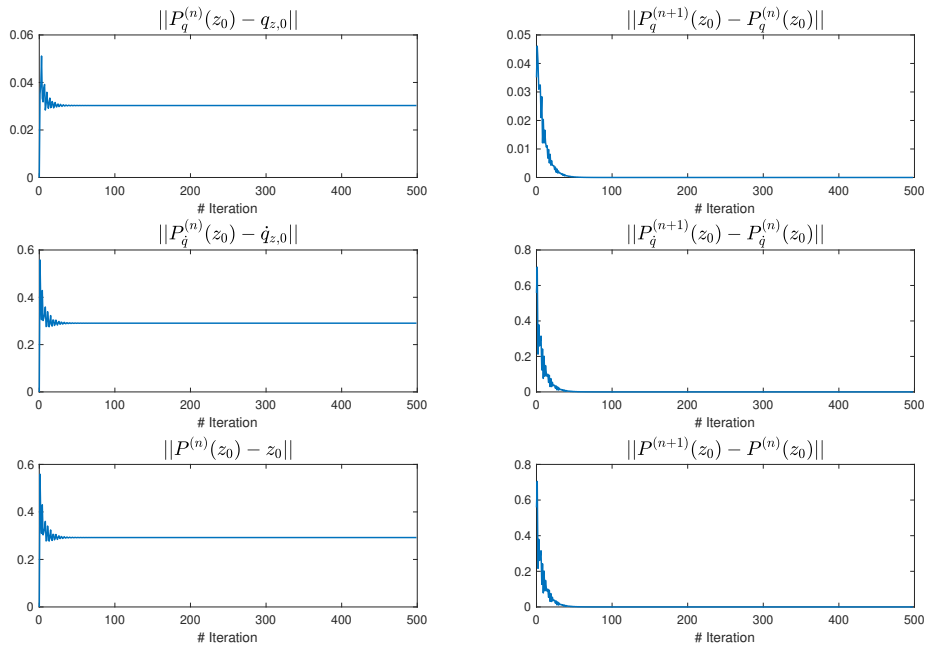 ||P_q^{(n)}(z_0) − q_{z,0}||
0.06
0.04
0.02
0
0 100 200 300 400 500
# Iteration
||P_q^{(n+1)}(z_0) − P_q^{(n)}(z_0)||
0.05
0.04
0.03
0.02
0.01
0
0 100 200 300 400 500
# Iteration
||P_{q̇}^{(n)}(z_0) − q̇_{z,0}||
0.6
0.4
0.2
0
0 100 200 300 400 500
# Iteration
||P_{q̇}^{(n+1)}(z_0) − P_{q̇}^{(n)}(z_0)||
0.8
0.6
0.4
0.2
0
0 100 200 300 400 500
# Iteration
||P^{(n)}(z_0) − z_0||
0.6
0.4
0.2
0
0 100 200 300 400 500
# Iteration
||P^{(n+1)}(z_0) − P^{(n)}(z_0)||
0.8
0.6
0.4
0.2
0
0 100 200 300 400 500
# Iteration